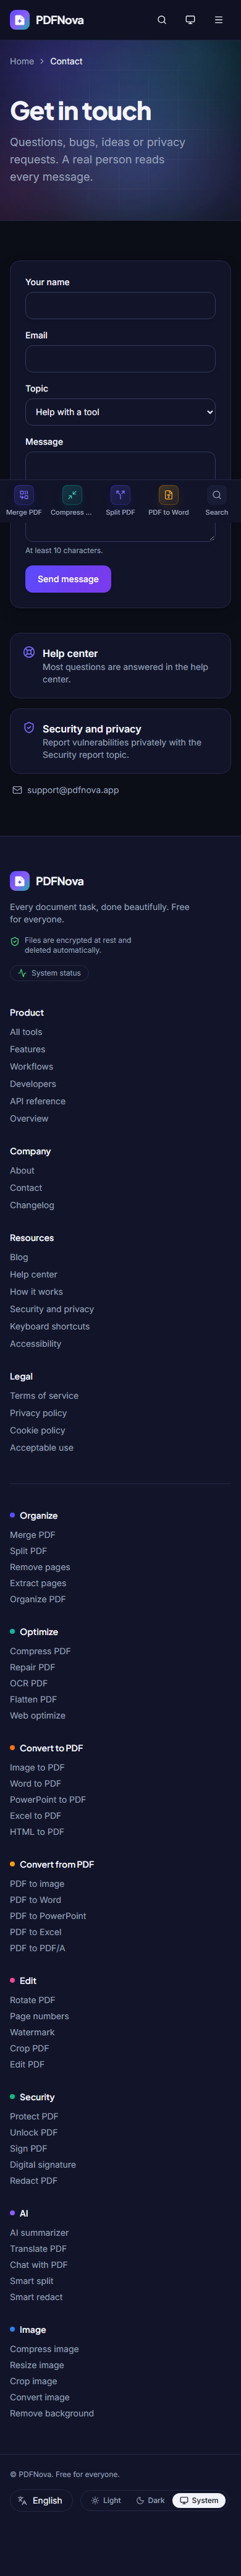 PDFNova
Home > Contact
Get in touch
Questions, bugs, ideas or privacy
requests. A real person reads
every message.
Your name
Email
Topic
Help with a tool
Message
Merge PDF
Compress ...
Split PDF
PDF to Word
Search
At least 10 characters.
Send message
Help center
Most questions are answered in the help
center.
Security and privacy
Report vulnerabilities privately with the
Security report topic.
support@pdfnova.app
PDFNova
Every document task, done beautifully. Free
for everyone.
Files are encrypted at rest and
deleted automatically.
System status
Product
All tools
Features
Workflows
Developers
API reference
Overview
Company
About
Contact
Changelog
Resources
Blog
Help center
How it works
Security and privacy
Keyboard shortcuts
Accessibility
Legal
Terms of service
Privacy policy
Cookie policy
Acceptable use
Organize
Merge PDF
Split PDF
Remove pages
Extract pages
Organize PDF
Optimize
Compress PDF
Repair PDF
OCR PDF
Flatten PDF
Web optimize
Convert to PDF
Image to PDF
Word to PDF
PowerPoint to PDF
Excel to PDF
HTML to PDF
Convert from PDF
PDF to image
PDF to Word
PDF to PowerPoint
PDF to Excel
PDF to PDF/A
Edit
Rotate PDF
Page numbers
Watermark
Crop PDF
Edit PDF
Security
Protect PDF
Unlock PDF
Sign PDF
Digital signature
Redact PDF
AI
AI summarizer
Translate PDF
Chat with PDF
Smart split
Smart redact
Image
Compress image
Resize image
Crop image
Convert image
Remove background
© PDFNova. Free for everyone.
English
Light
Dark
System